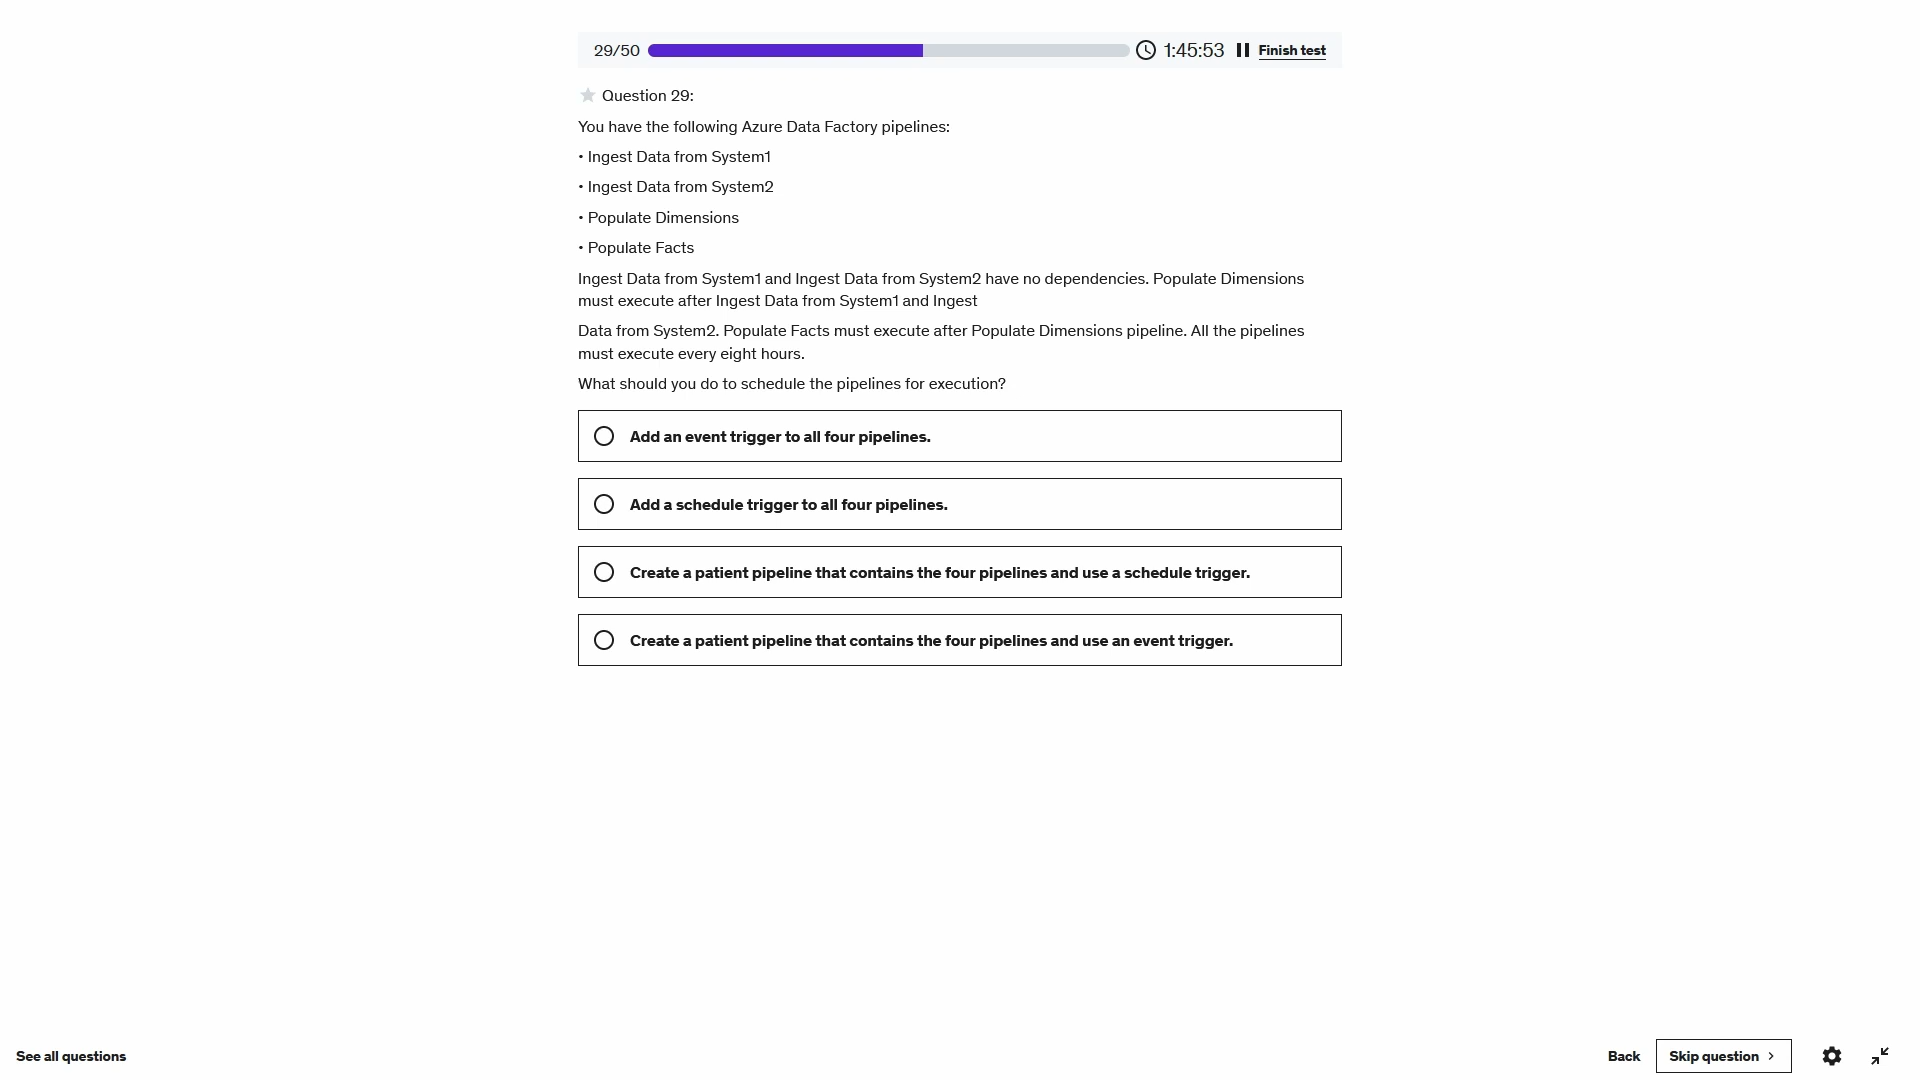 29/50
1:45:53
Finish test
Question 29:
You have the following Azure Data Factory pipelines:
• Ingest Data from System1
• Ingest Data from System2
• Populate Dimensions
• Populate Facts
Ingest Data from System1 and Ingest Data from System2 have no dependencies. Populate Dimensions
must execute after Ingest Data from System1 and Ingest
Data from System2. Populate Facts must execute after Populate Dimensions pipeline. All the pipelines
must execute every eight hours.
What should you do to schedule the pipelines for execution?
Add an event trigger to all four pipelines.
Add a schedule trigger to all four pipelines.
Create a patient pipeline that contains the four pipelines and use a schedule trigger.
Create a patient pipeline that contains the four pipelines and use an event trigger.
See all questions
Back
Skip question